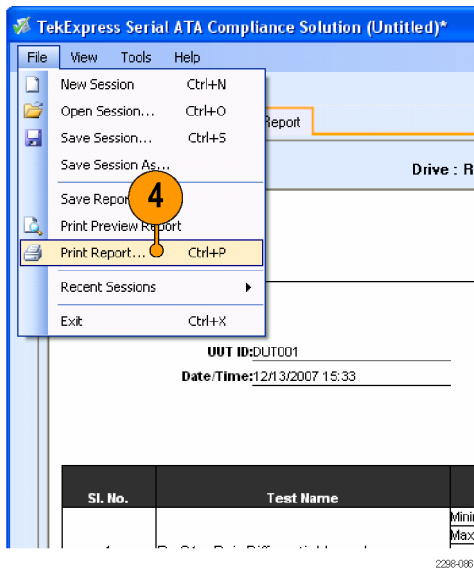 TekExpress Serial ATA Compliance Solution (Untitled)*
File View Tools Help
New Session Ctrl+N
Open Session... Ctrl+O
Report
Save Session... Ctrl+S
Save Session As...
Drive : R
Save Repor
4
Print Preview Report
Print Report... Ctrl+P
Recent Sessions
Exit Ctrl+X
UUT ID:DUT001
Date/Time:12/13/2007 15:33
Sl. No. Test Name
Mini
Max
2298-086